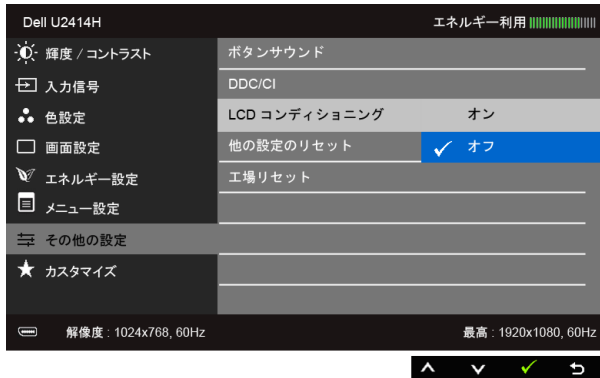 Dell U2414H エネルギー利用
輝度 / コントラスト ボタンサウンド
入力信号 DDC/CI
色設定 LCD コンディショニング オン
画面設定 他の設定のリセット オフ
エネルギー設定 工場リセット
メニュー設定
その他の設定
カスタマイズ
解像度 : 1024x768, 60Hz 最高 : 1920x1080, 60Hz